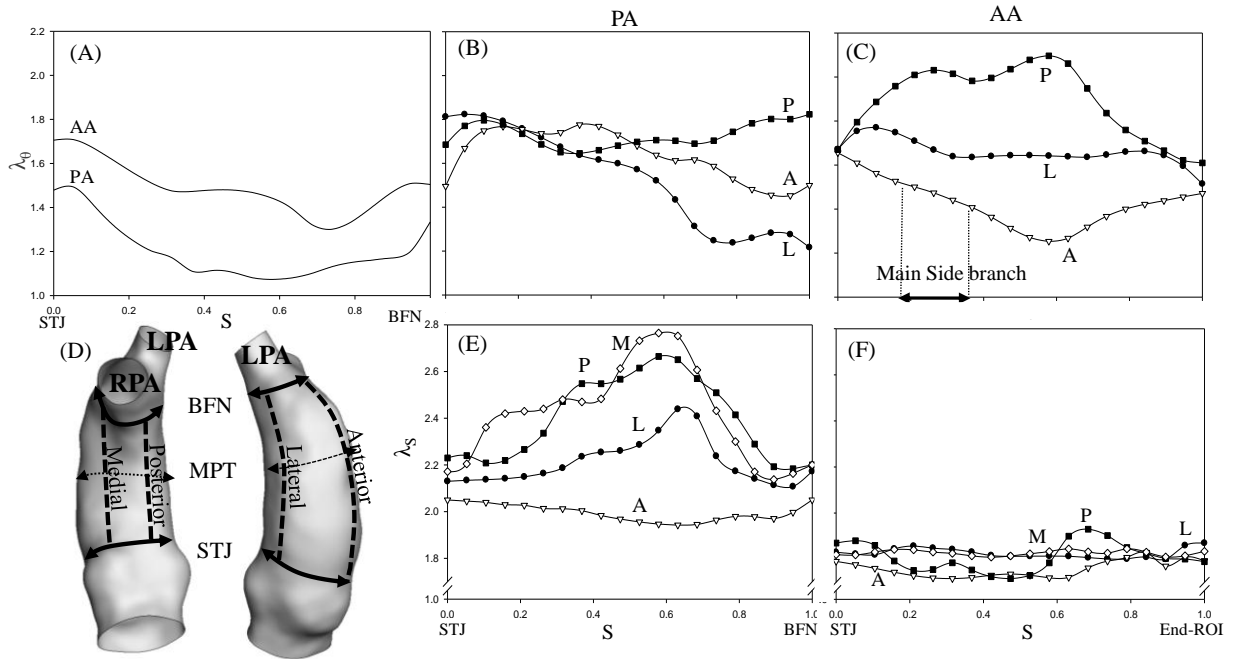 PA
AA
2.2
2.0
1.8
1.6
1.4
1.2
1.0
λθ
(A)
AA
PA
0.0 0.2 0.4 0.6 0.8
STJ S BFN
(B)
P
A
L
(C)
P
L
A
Main Side branch
(D)
LPA
RPA
LPA
BFN
MPT
STJ
Medial
Posterior
Lateral
Anterior
2.8
2.6
2.4
2.2
2.0
1.8
1.0
λS
(E)
M
P
L
A
0.0 0.2 0.4 0.6 0.8 1.0
STJ S BFN
(F)
P
L
M
A
0.0 0.2 0.4 0.6 0.8 1.0
STJ S End-ROI